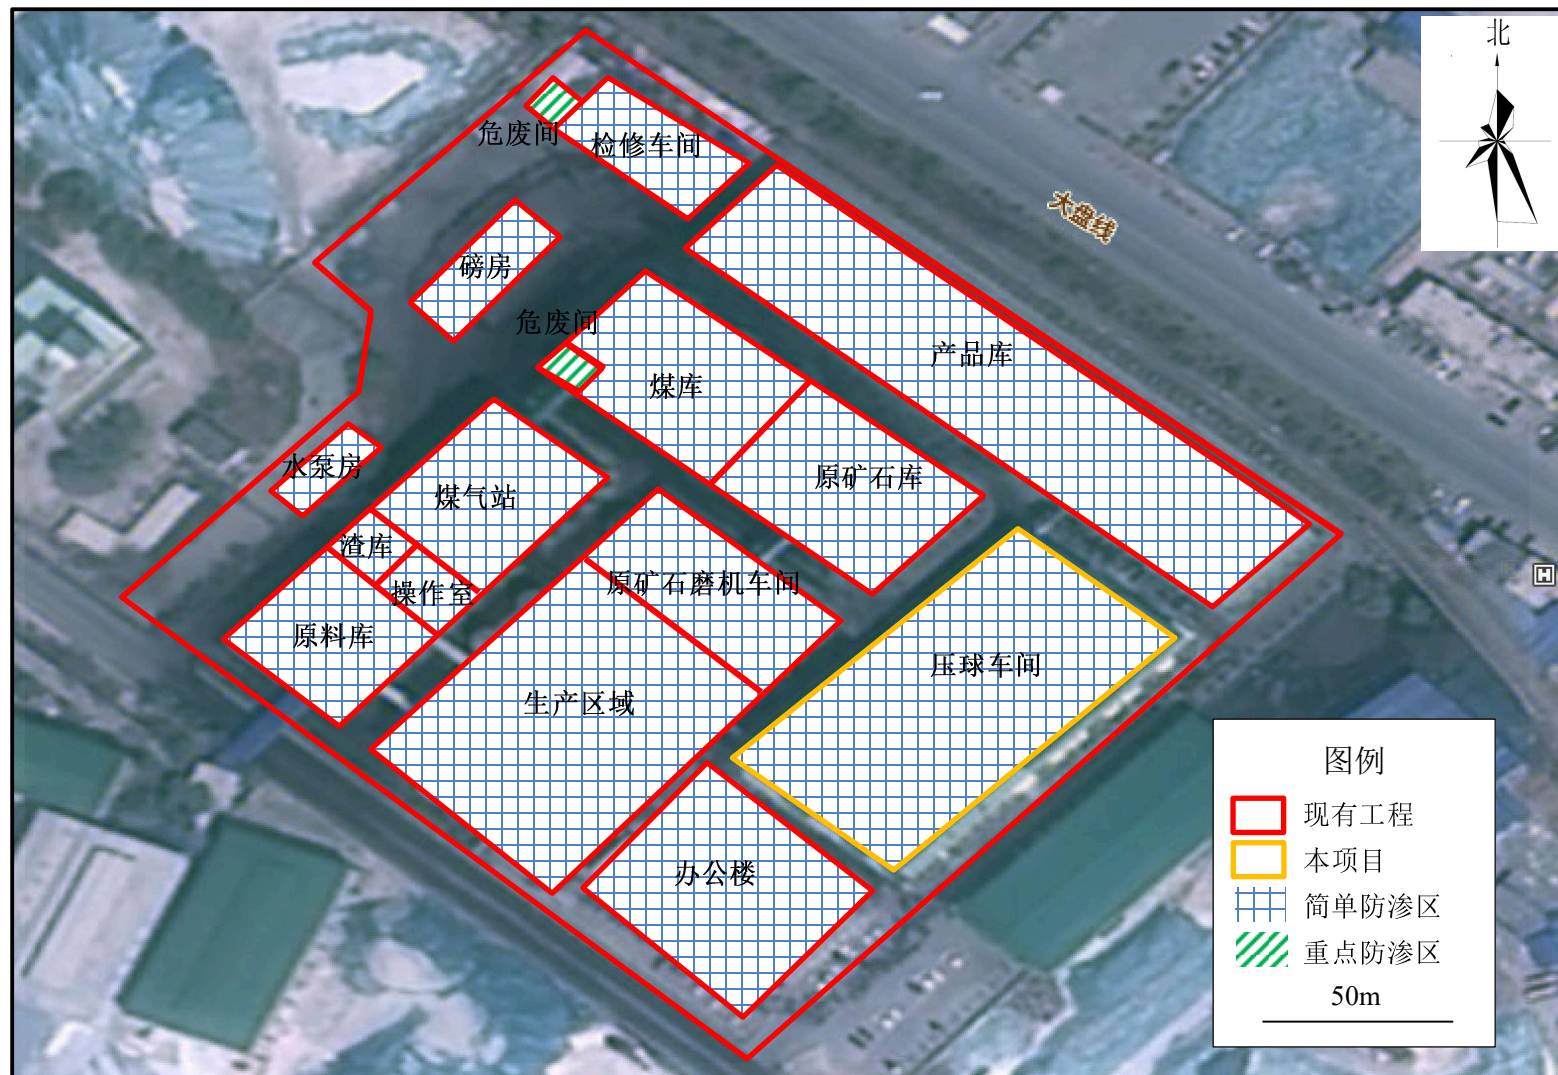 北
危废间
检修车间
大盘线
磅房
危废间
产品库
煤库
原矿石库
水泵房
煤气站
渣库
操作室
原矿石磨机车间
原料库
压球车间
生产区域
办公楼
图例
现有工程
本项目
简单防渗区
重点防渗区
50m
H